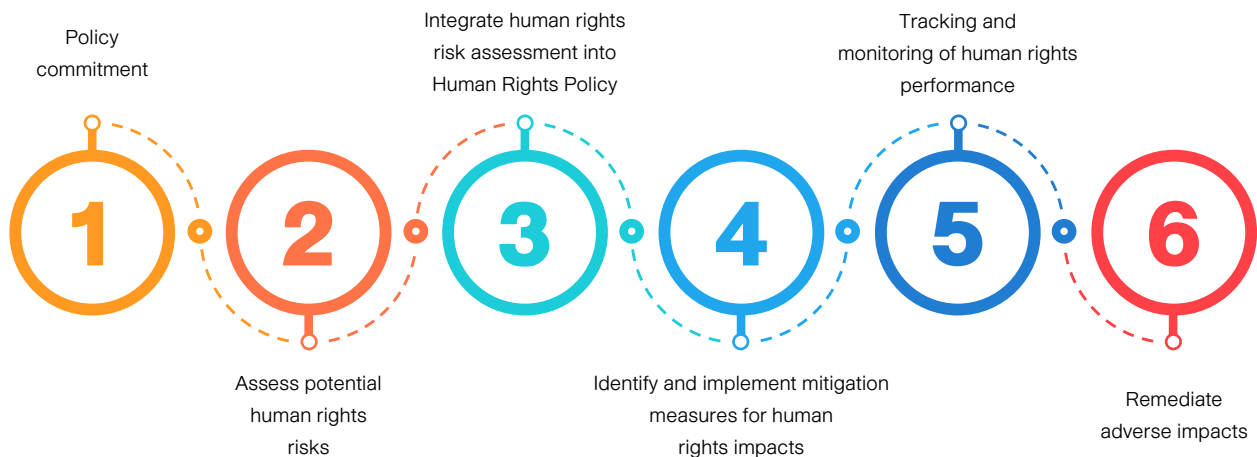 Policy
commitment
1
Assess potential
human rights
risks
2
Integrate human rights
risk assessment into
Human Rights Policy
3
Identify and implement mitigation
measures for human
rights impacts
4
Tracking and
monitoring of human rights
performance
5
Remediate
adverse impacts
6